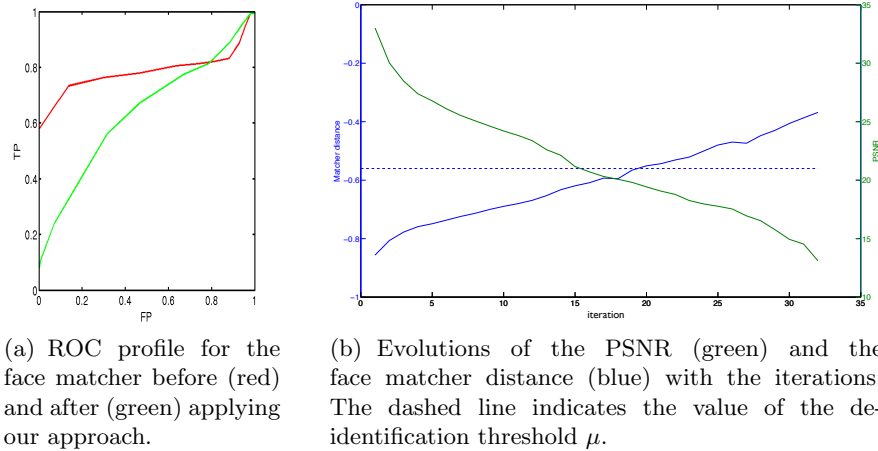 1
0.8
0.6
0.4
0.2
0
TP
0 0.2 0.4 0.6 0.8 1
FP
0
−0.2
−0.4
−0.6
−0.8
−1
Matcher distance
0 5 10 15 20 25 30 35
iteration
35
30
25
20
15
10
PSNR
(a) ROC profile for the
face matcher before (red)
and after (green) applying
our approach.
(b) Evolutions of the PSNR (green) and the
face matcher distance (blue) with the iterations
The dashed line indicates the value of the de-
identification threshold μ.